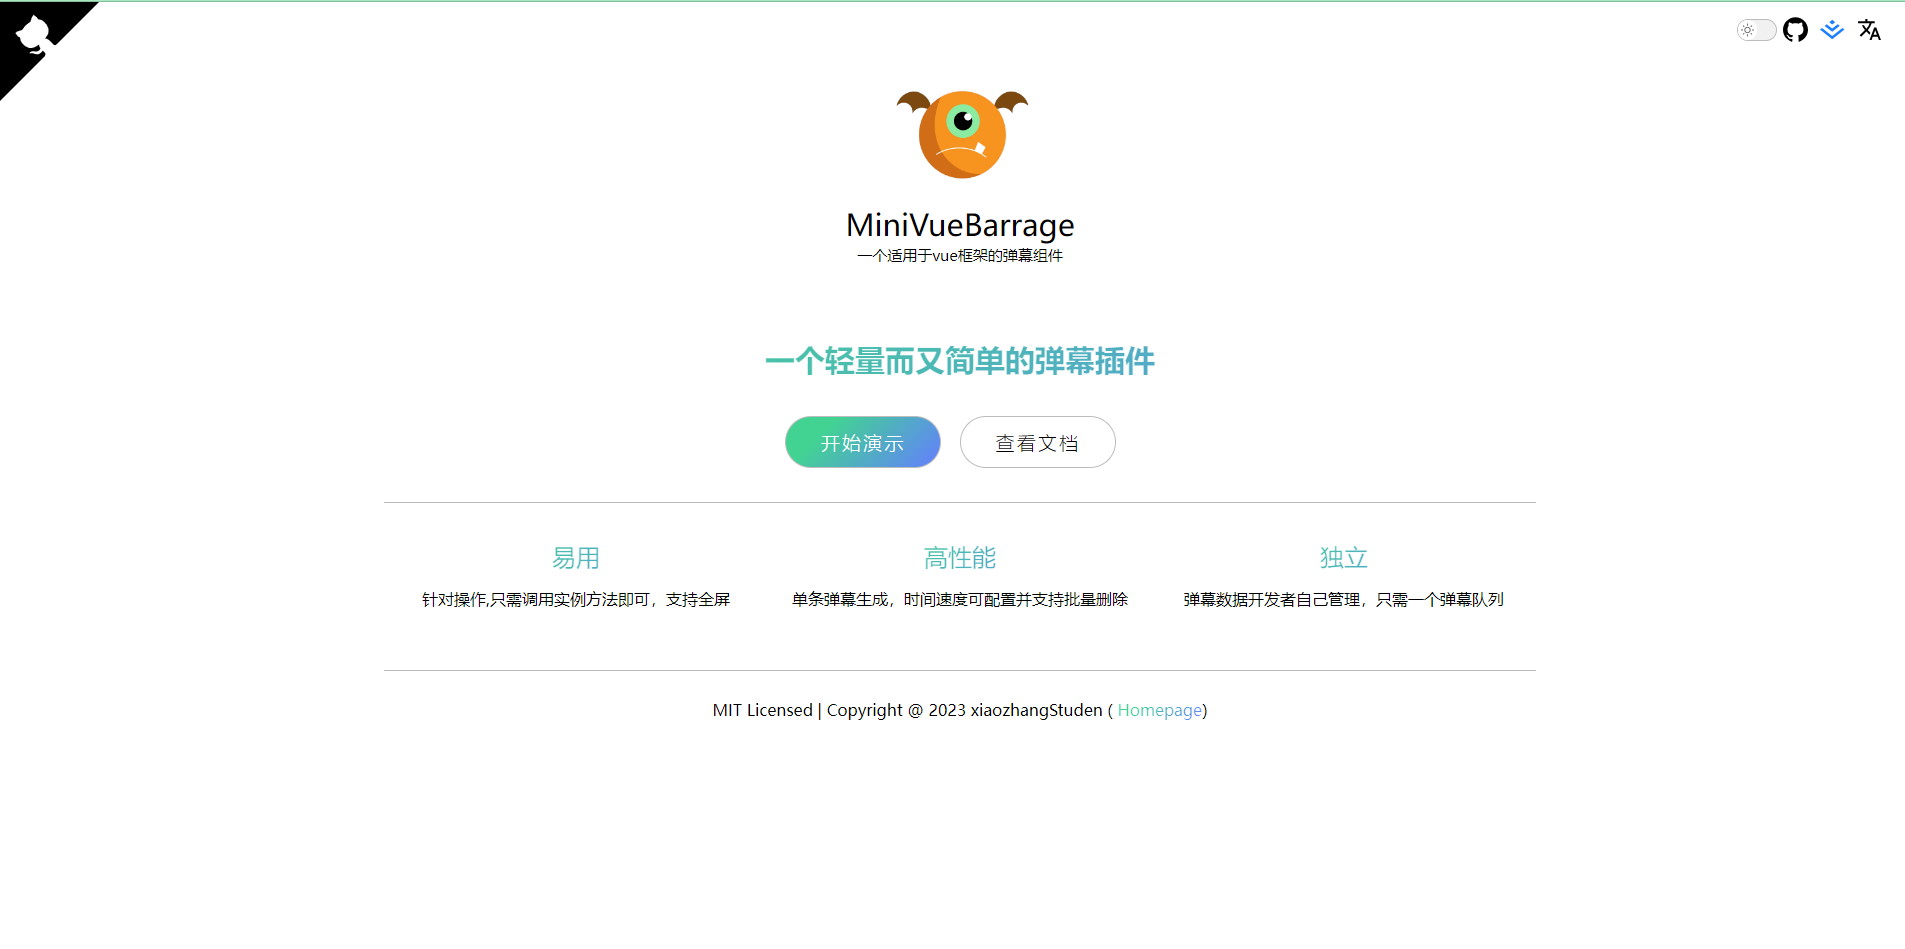 MiniVueBarrage
一个适用于vue框架的弹幕组件
一个轻量而又简单的弹幕插件
开始演示
查看文档
易用
针对操作,只需调用实例方法即可，支持全屏
高性能
单条弹幕生成，时间速度可配置并支持批量删除
独立
弹幕数据开发者自己管理，只需一个弹幕队列
MIT Licensed | Copyright @ 2023 xiaozhangStuden ( Homepage)